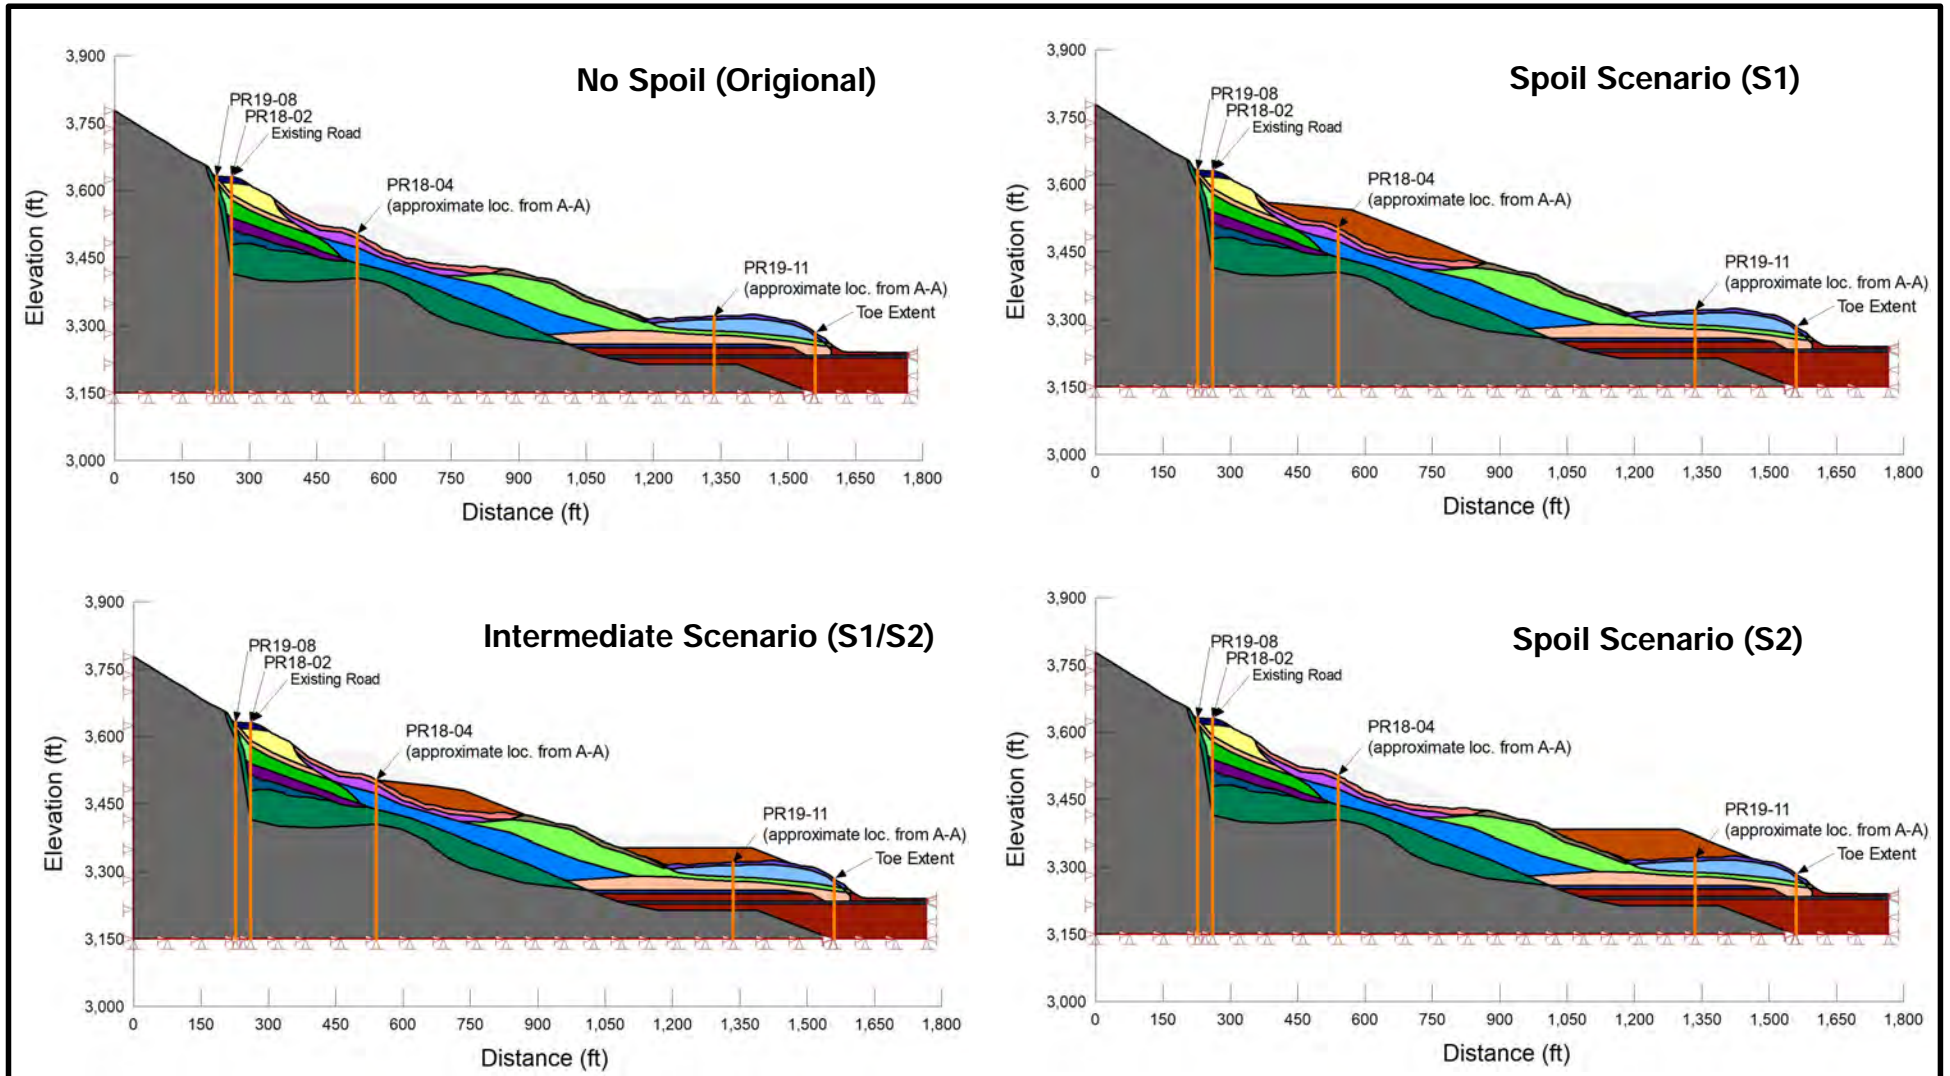 No Spoil (Origional)
3,900
3,750
3,600
3,450
3,300
3,150
3,000
Elevation (ft)
PR19-08
PR18-02
Existing Road
PR18-04
(approximate loc. from A-A)
PR19-11
(approximate loc. from A-A)
Toe Extent
0 150 300 450 600 750 900 1,050 1,200 1,350 1,500 1,650 1,800
Distance (ft)
Spoil Scenario (S1)
3,900
3,750
3,600
3,450
3,300
3,150
3,000
Elevation (ft)
PR19-08
PR18-02
Existing Road
PR18-04
(approximate loc. from A-A)
PR19-11
(approximate loc. from A-A)
Toe Extent
0 150 300 450 600 750 900 1,050 1,200 1,350 1,500 1,650 1,800
Distance (ft)
Intermediate Scenario (S1/S2)
3,900
3,750
3,600
3,450
3,300
3,150
3,000
Elevation (ft)
PR19-08
PR18-02
Existing Road
PR18-04
(approximate loc. from A-A)
PR19-11
(approximate loc. from A-A)
Toe Extent
0 150 300 450 600 750 900 1,050 1,200 1,350 1,500 1,650 1,800
Distance (ft)
Spoil Scenario (S2)
3,900
3,750
3,600
3,450
3,300
3,150
3,000
Elevation (ft)
PR19-08
PR18-02
Existing Road
PR18-04
(approximate loc. from A-A)
PR19-11
(approximate loc. from A-A)
Toe Extent
0 150 300 450 600 750 900 1,050 1,200 1,350 1,500 1,650 1,800
Distance (ft)